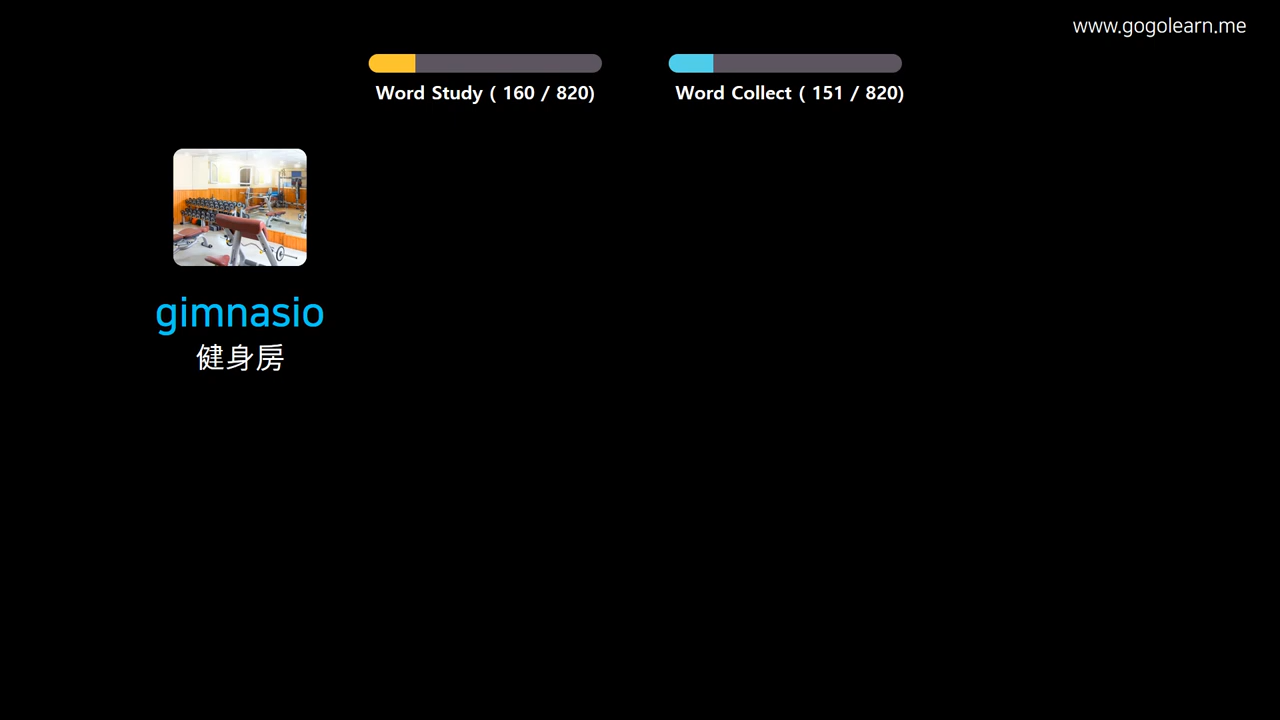 www.gogolearn.me
Word Study ( 160 / 820)
Word Collect ( 151 / 820)
gimnasio
健身房